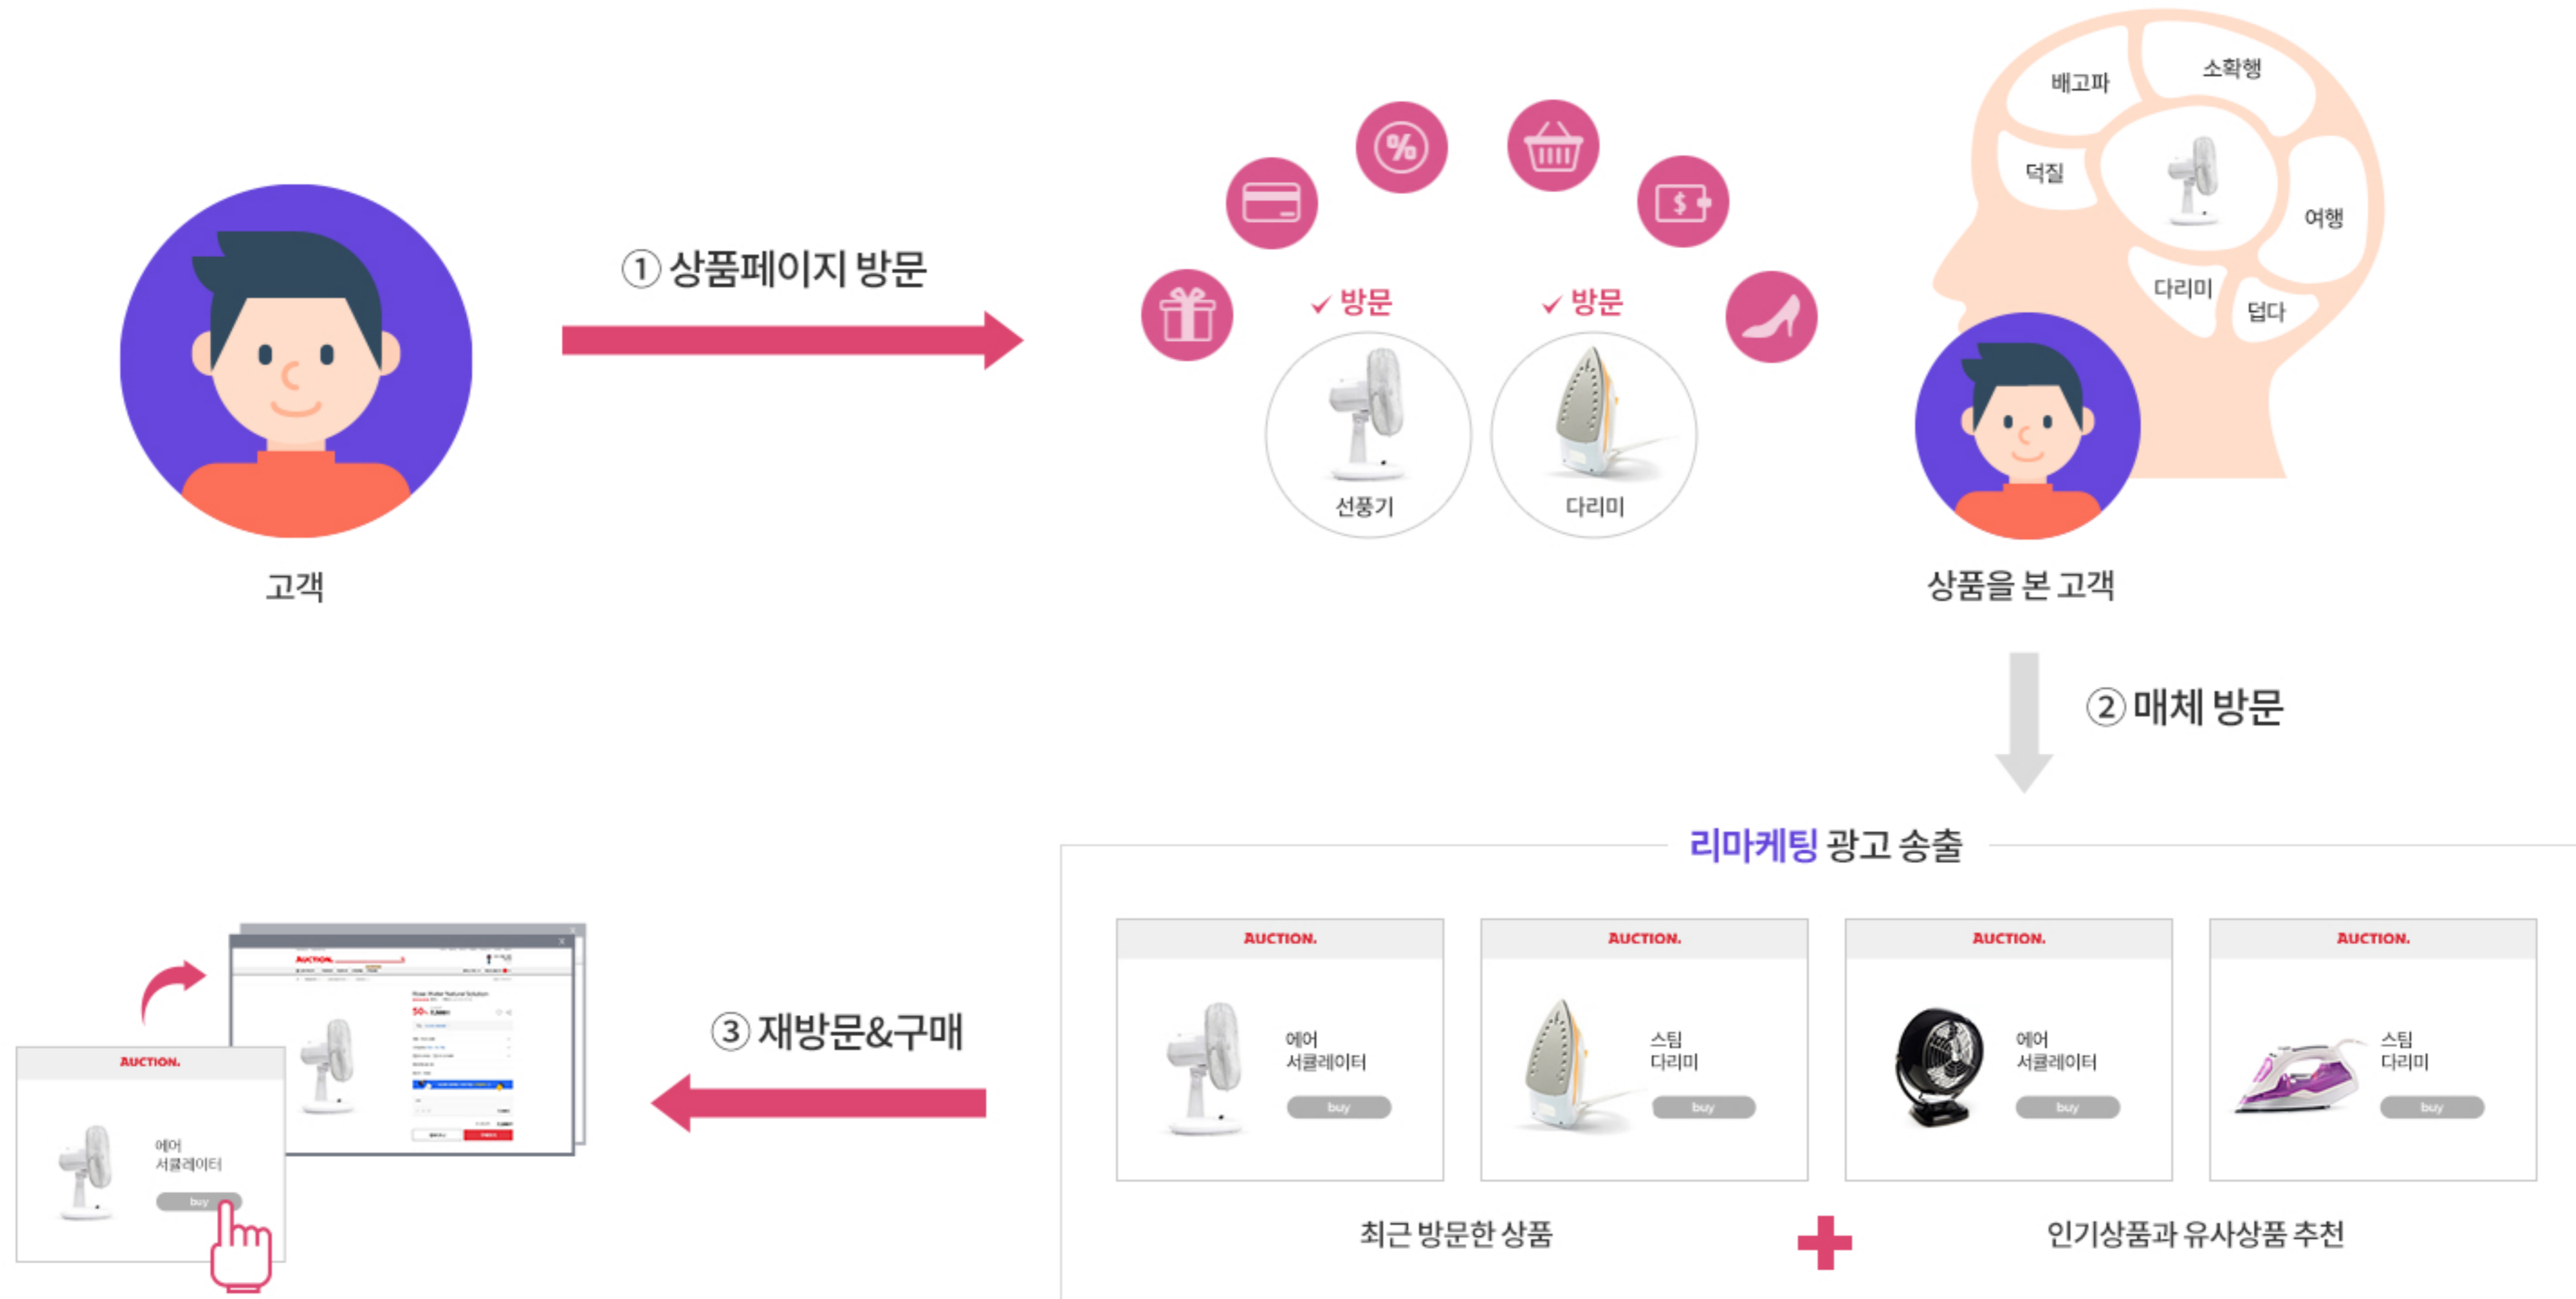 ① 상품페이지 방문
방문
방문
선풍기
다리미
고객
배고파
소확행
덕질
여행
다리미
덥다
상품을 본 고객
② 매체 방문
리마케팅 광고 송출
AUCTION.
에어
서큘레이터
buy
AUCTION.
스팀
다리미
buy
AUCTION.
에어
서큘레이터
buy
AUCTION.
스팀
다리미
buy
최근 방문한 상품
인기상품과 유사상품 추천
③ 재방문&구매
AUCTION.
50%
AUCTION.
에어
서큘레이터
buy